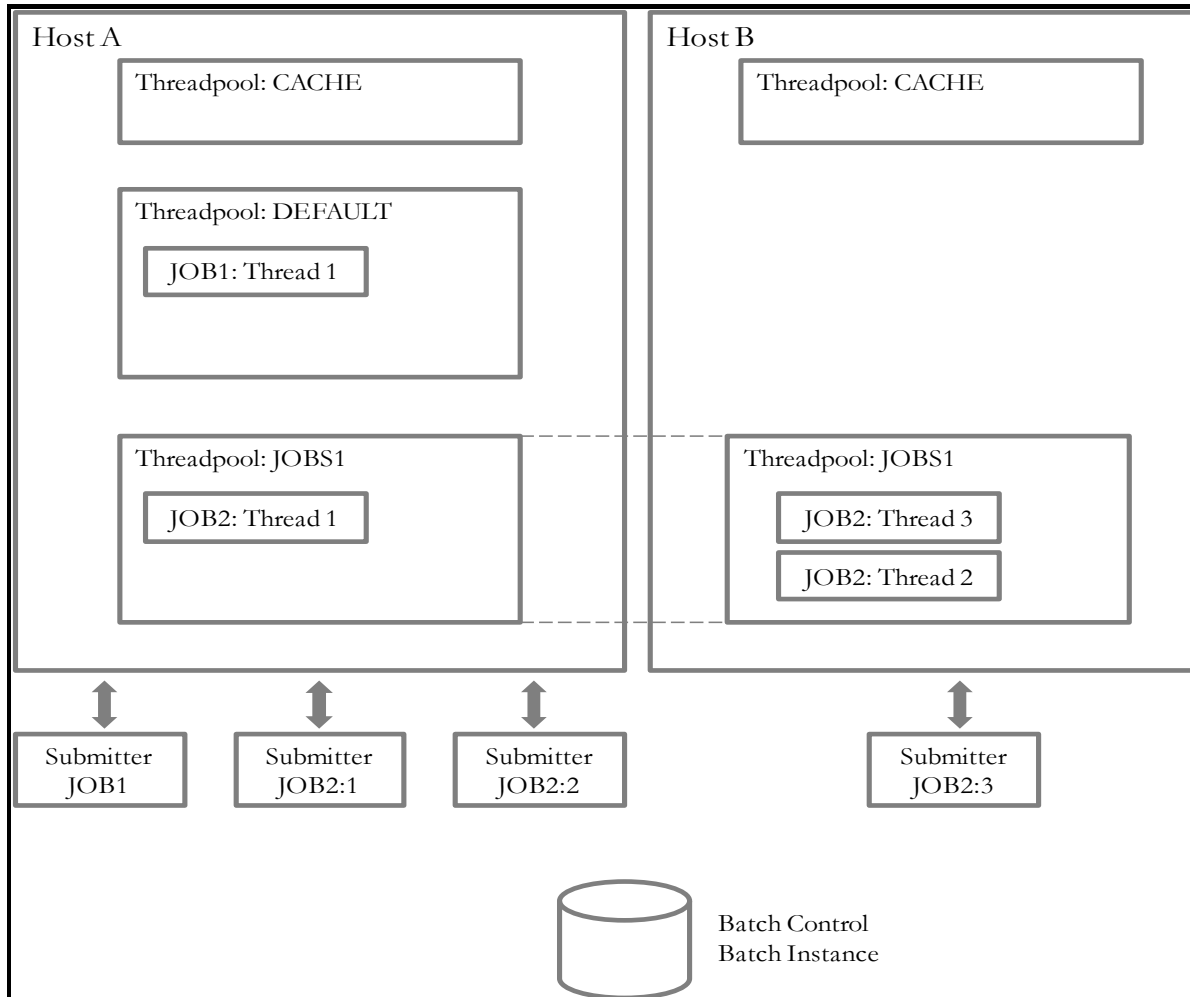 Host A
Threadpool: CACHE
Threadpool: DEFAULT
JOB1: Thread 1
Threadpool: JOBS1
JOB2: Thread 1
Host B
Threadpool: CACHE
Threadpool: JOBS1
JOB2: Thread 3
JOB2: Thread 2
Submitter
JOB1
Submitter
JOB2:1
Submitter
JOB2:2
Submitter
JOB2:3
Batch Control
Batch Instance